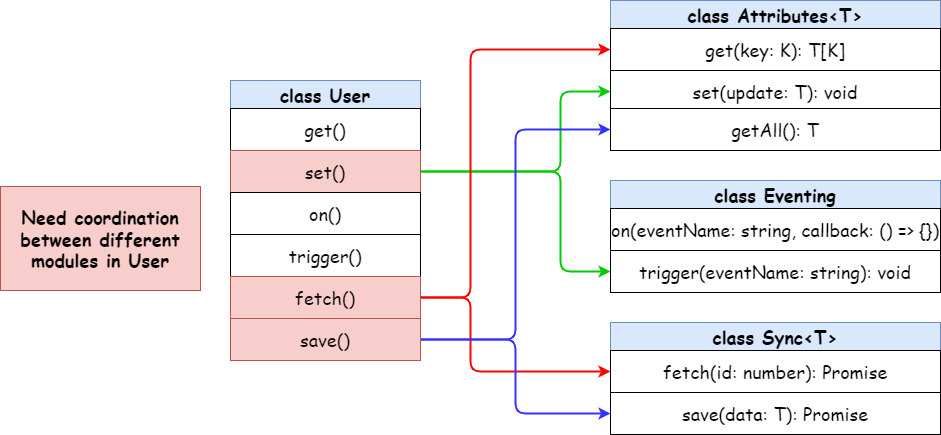 Need coordination
between different
modules in User
class User
get()
set()
on()
trigger()
fetch()
save()
class Attributes<T>
get(key: K): T[K]
set(update: T): void
getAll(): T
class Eventing
on(eventName: string, callback: () => {})
trigger(eventName: string): void
class Sync<T>
fetch(id: number): Promise
save(data: T): Promise